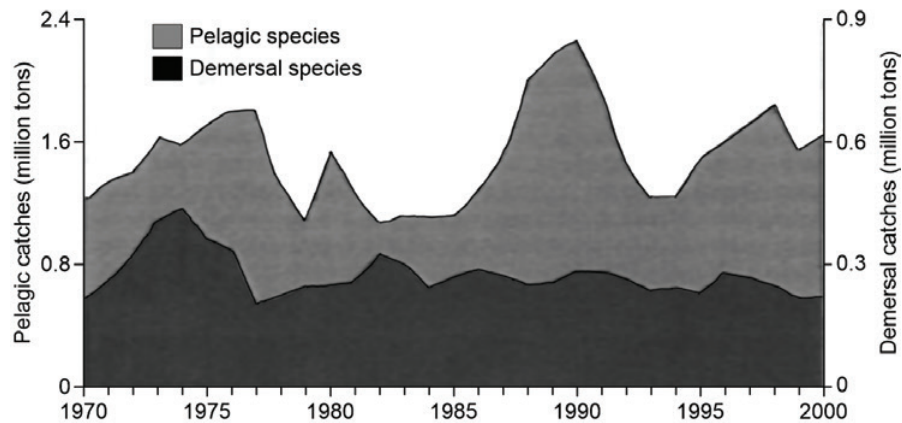 2.4
1.6
0.8
0
Pelagic catches (million tons)
Pelagic species
Demersal species
0.9
0.6
0.3
0
Demersal catches (million tons)
1970 1975 1980 1985 1990 1995 2000